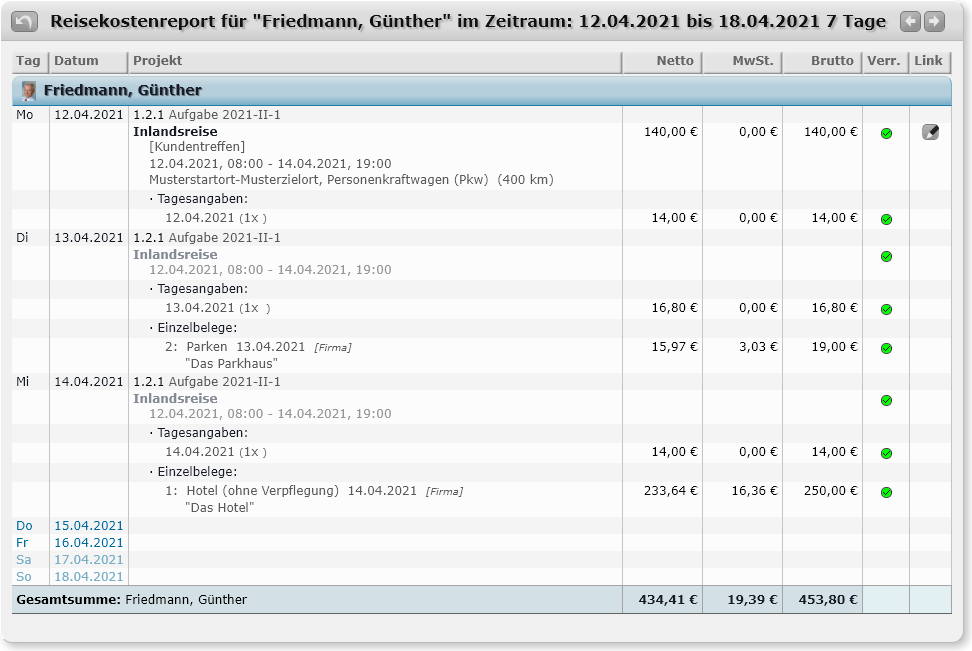 Reisekostenreport für "Friedmann, Günther" im Zeitraum: 12.04.2021 bis 18.04.2021 7 Tage
Tag Datum Projekt Netto MwSt. Brutto Verr. Link
Friedmann, Günther
Mo 12.04.2021 1.2.1 Aufgabe 2021-II-1
Inlandsreise 140,00 € 0,00 € 140,00 €
[Kundentreffen]
12.04.2021, 08:00 - 14.04.2021, 19:00
Musterstartort-Musterzielort, Personenkraftwagen (Pkw) (400 km)
· Tagesangaben:
12.04.2021 (1x ) 14,00 € 0,00 € 14,00 €
Di 13.04.2021 1.2.1 Aufgabe 2021-II-1
Inlandsreise
12.04.2021, 08:00 - 14.04.2021, 19:00
· Tagesangaben:
13.04.2021 (1x ) 16,80 € 0,00 € 16,80 €
· Einzelbelege:
2: Parken 13.04.2021 [Firma] 15,97 € 3,03 € 19,00 €
"Das Parkhaus"
Mi 14.04.2021 1.2.1 Aufgabe 2021-II-1
Inlandsreise
12.04.2021, 08:00 - 14.04.2021, 19:00
· Tagesangaben:
14.04.2021 (1x ) 14,00 € 0,00 € 14,00 €
· Einzelbelege:
1: Hotel (ohne Verpflegung) 14.04.2021 [Firma] 233,64 € 16,36 € 250,00 €
"Das Hotel"
Do 15.04.2021
Fr 16.04.2021
Sa 17.04.2021
So 18.04.2021
Gesamtsumme: Friedmann, Günther 434,41 € 19,39 € 453,80 €